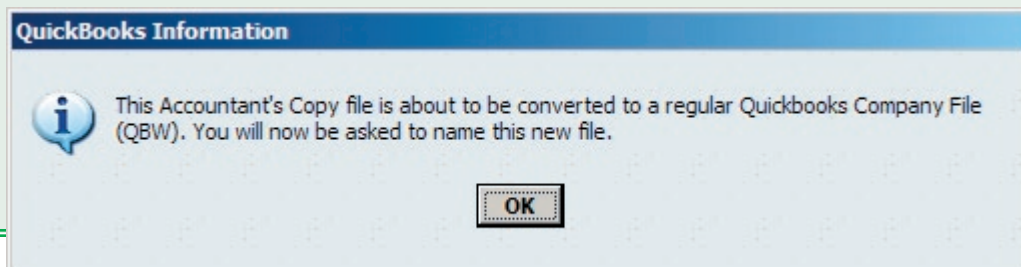 QuickBooks Information
This Accountant's Copy file is about to be converted to a regular Quickbooks Company File
(QBW). You will now be asked to name this new file.
OK